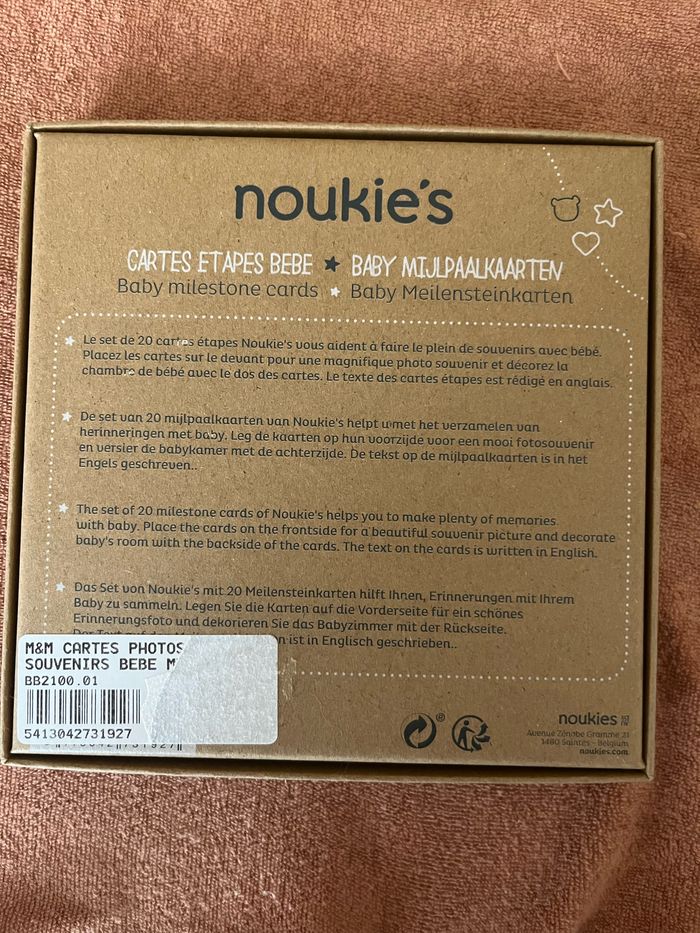 noukie's
CARTES ETAPES BEBE ★ BABY MIJLPAALKAARTEN
Baby milestone cards ★ Baby Meilensteinkarten
Le set de 20 cartes étapes Noukie's vous aident à faire le plein de souvenirs avec bébé.
Placez les cartes sur le devant pour une magnifique photo souvenir et décorez la
chambre de bébé avec le dos des cartes. Le texte des cartes étapes est rédigé en anglais.
De set van 20 mijlpaalkaarten van Noukie's helpt u met het verzamelen van
herinneringen met baby. Leg de kaarten op hun voorzijde voor een mooi fotosouvenir
en versier de babykamer met de achterzijde. De tekst op de mijlpaalkaarten is in het
Engels geschreven..
The set of 20 milestone cards of Noukie's helps you to make plenty of memories
with baby. Place the cards on the frontside for a beautiful souvenir picture and decorate
baby's room with the backside of the cards. The text on the cards is written in English.
Das Set von Noukie's mit 20 Meilensteinkarten hilft Ihnen, Erinnerungen mit Ihrem
Baby zu sammeln. Legen Sie die Karten auf die Vorderseite für ein schönes
Erinnerungsfoto und dekorieren Sie das Babyzimmer mit der Rückseite.
Der Text auf ist in Englisch geschrieben..
M&M CARTES PHOTOS
SOUVENIRS BEBE
BB2100.01
5413042731927
®
noukies
Avenue Zénobe Gramme 21
1480 Saintes - Belgium
noukies.com